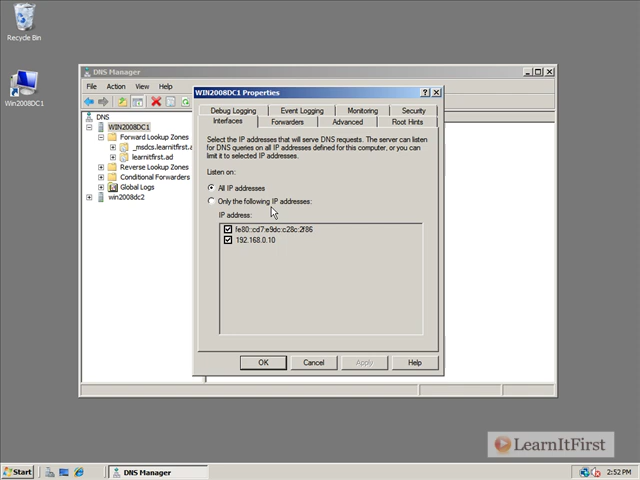 Recycle Bin
WIN2008DC1
DNS Manager
File Action View Help
DNS
WIN2008DC1
Forward Lookup Zones
_msdcs.learnitfirst.a
learnitfirst.ad
Reverse Lookup Zones
Conditional Forwarders
Global Logs
win2008dc2
WIN2008DC1 Properties
Debug Logging Event Logging Monitoring Security
Interfaces Forwarders Advanced Root Hints
Select the IP addresses that will serve DNS requests. The server can listen
for DNS queries on all IP addresses defined for this computer, or you can
limit it to selected IP addresses.
Listen on:
All IP addresses
Only the following IP addresses:
IP address:
fe80::cd7:e9dc:c28c:2f86
192.168.0.10
OK Cancel Apply Help
LearnItFirst
Start DNS Manager 2:52 PM